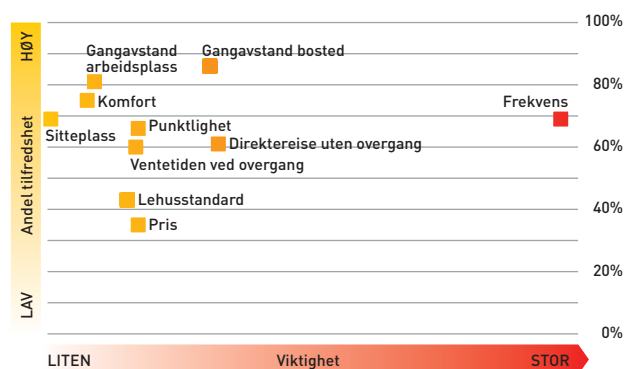 100%
HØY
Gangavstand
arbeidsplass
Gangavstand bosted
80%
Komfort
Frekvens
Sitteplass
Punktlighet
Direktereise uten overgang
60%
Ventetiden ved overgang
Andel tilfredshet
Lehusstandard
40%
Pris
20%
LAV
0%
LITEN
Viktighet
STOR